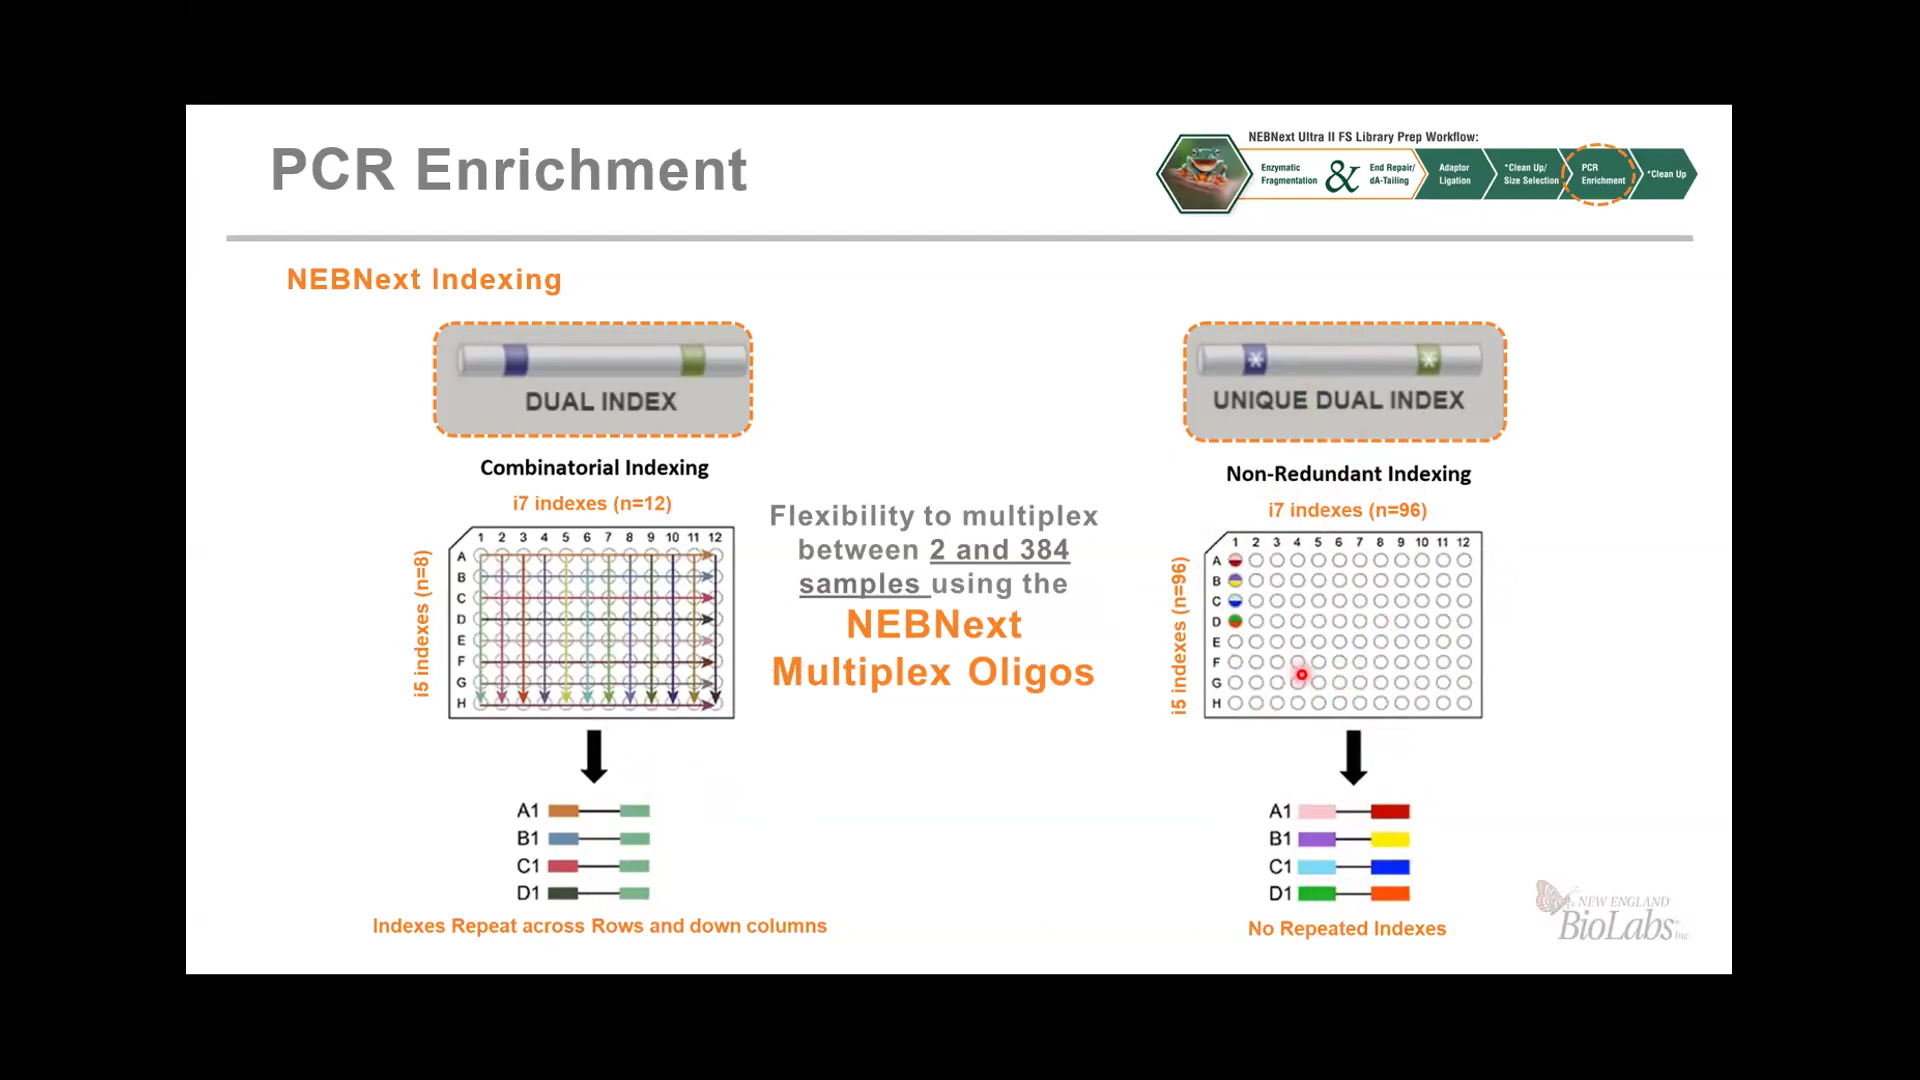 PCR Enrichment
NEBNext Ultra II FS Library Prep Workflow:
Enzymatic
Fragmentation
&
End Repair/
dA-Tailing
Adaptor
Ligation
*Clean Up/
Size Selection
PCR
Enrichment
*Clean Up
NEBNext Indexing
DUAL INDEX
Combinatorial Indexing
i7 indexes (n=12)
i5 indexes (n=8)
1 2 3 4 5 6 7 8 9 10 11 12
A
B
C
D
E
F
G
H
A1
B1
C1
D1
Indexes Repeat across Rows and down columns
Flexibility to multiplex
between 2 and 384
samples using the
NEBNext
Multiplex Oligos
UNIQUE DUAL INDEX
Non-Redundant Indexing
i7 indexes (n=96)
i5 indexes (n=96)
1 2 3 4 5 6 7 8 9 10 11 12
A
B
C
D
E
F
G
H
A1
B1
C1
D1
No Repeated Indexes
NEW ENGLAND
BioLabs Inc.